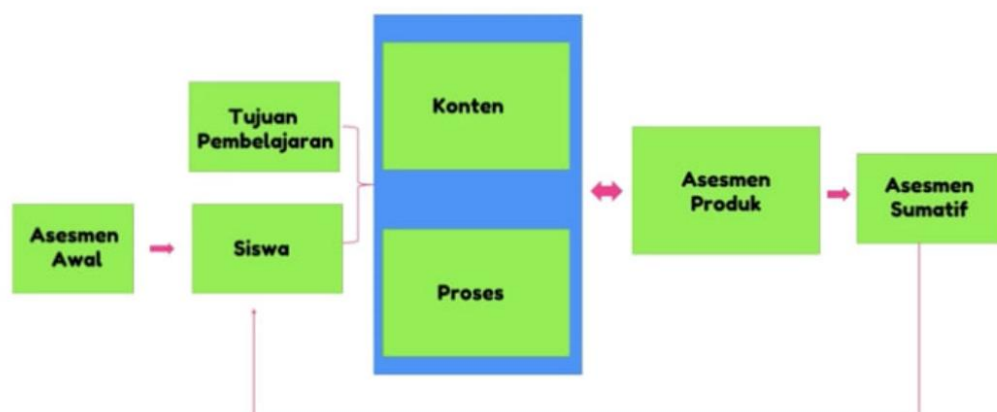 Asesmen
Awal
Tujuan
Pembelajaran
Siswa
Konten
Proses
Asesmen
Produk
Asesmen
Sumatif